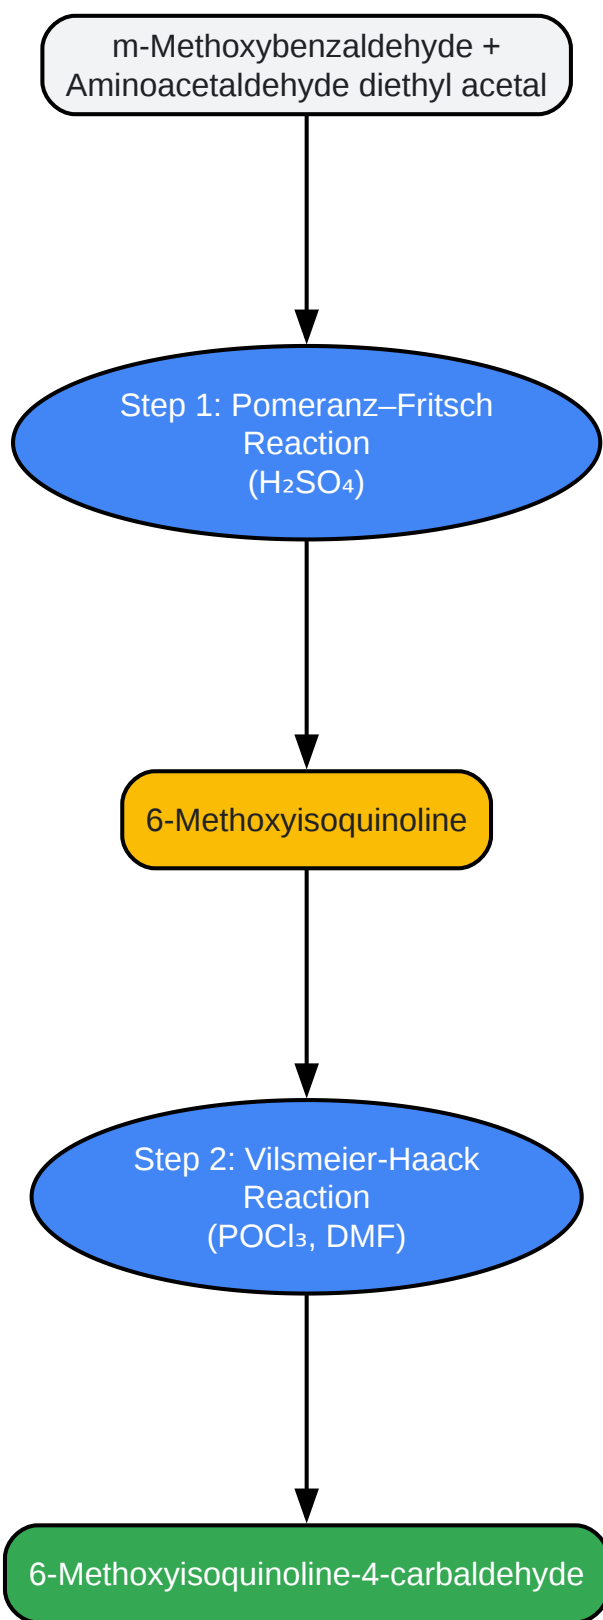 m-Methoxybenzaldehyde +
Aminoacetaldehyde diethyl acetal
Step 1: Pomeranz–Fritsch
Reaction
(H₂SO₄)
6-Methoxyisoquinoline
Step 2: Vilsmeier-Haack
Reaction
(POCl₃, DMF)
6-Methoxyisoquinoline-4-carbaldehyde